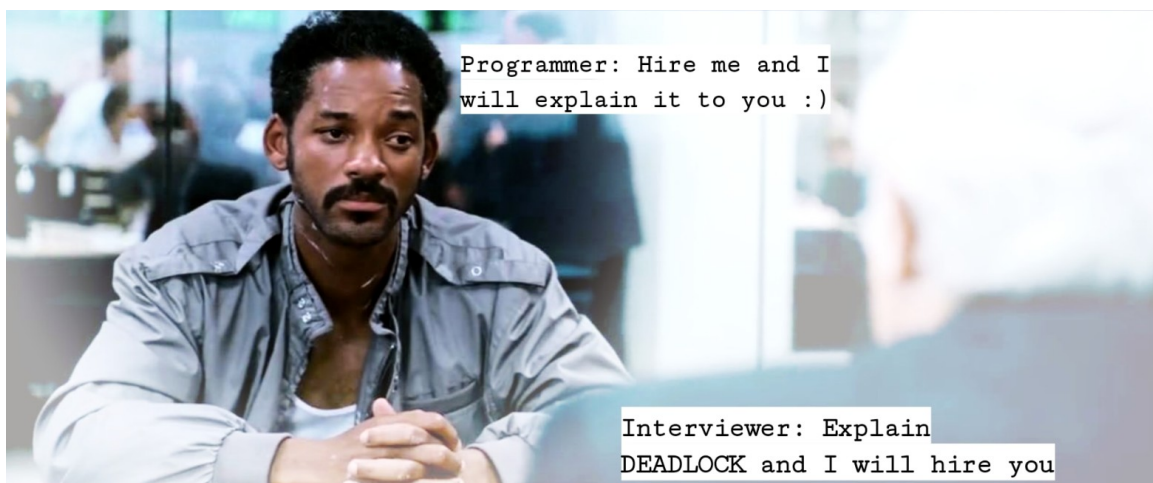 Programmer: Hire me and I
will explain it to you :)
Interviewer: Explain
DEADLOCK and I will hire you